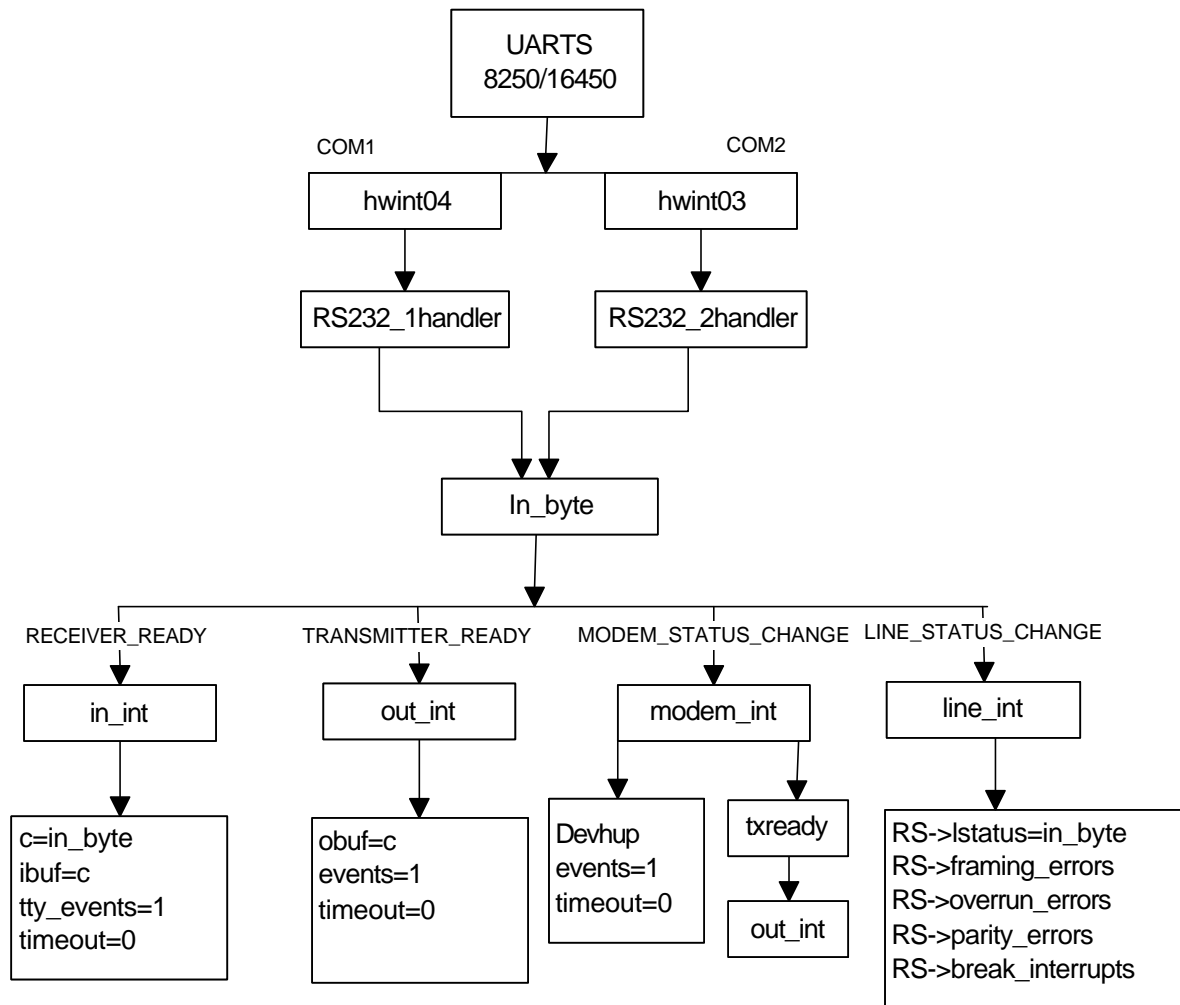 UARTS
8250/16450
COM1
COM2
hwint04
hwint03
RS232_1handler
RS232_2handler
In_byte
RECEIVER_READY
TRANSMITTER_READY
MODEM_STATUS_CHANGE
LINE_STATUS_CHANGE
in_int
out_int
modem_int
line_int
c=in_byte
ibuf=c
tty_events=1
timeout=0
obuf=c
events=1
timeout=0
Devhup
events=1
timeout=0
txready
out_int
RS->lstatus=in_byte
RS->framing_errors
RS->overrun_errors
RS->parity_errors
RS->break_interrupts